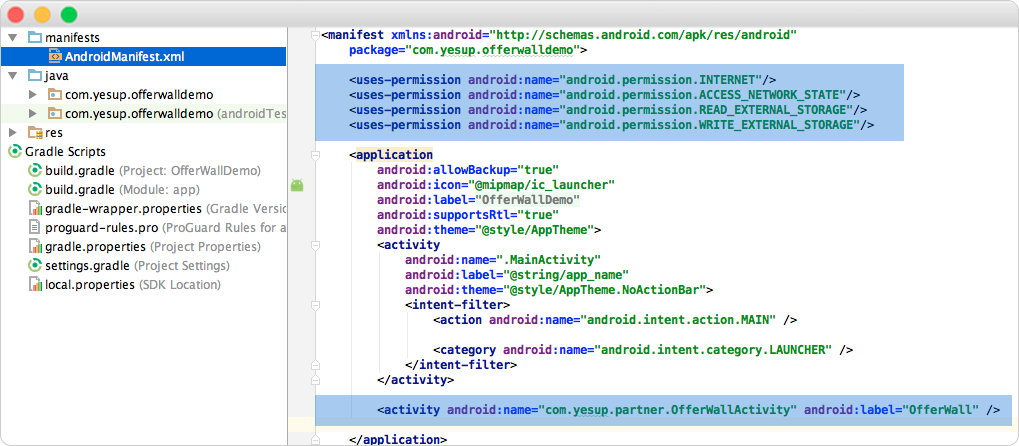 manifests
AndroidManifest.xml
java
com.yesup.offerwalldemo
com.yesup.offerwalldemo (androidTes
res
Gradle Scripts
build.gradle (Project: OfferWallDemo)
build.gradle (Module: app)
gradle-wrapper.properties (Gradle Versio
proguard-rules.pro (ProGuard Rules for a
gradle.properties (Project Properties)
settings.gradle (Project Settings)
local.properties (SDK Location)
<manifest xmlns:android="http://schemas.android.com/apk/res/android"
package="com.yesup.offerwalldemo">
<uses-permission android:name="android.permission.INTERNET"/>
<uses-permission android:name="android.permission.ACCESS_NETWORK_STATE"/>
<uses-permission android:name="android.permission.READ_EXTERNAL_STORAGE"/>
<uses-permission android:name="android.permission.WRITE_EXTERNAL_STORAGE"/>
<application
android:allowBackup="true"
android:icon="@mipmap/ic_launcher"
android:label="OfferWallDemo"
android:supportsRtl="true"
android:theme="@style/AppTheme">
<activity
android:name=".MainActivity"
android:label="@string/app_name"
android:theme="@style/AppTheme.NoActionBar">
<intent-filter>
<action android:name="android.intent.action.MAIN" />
<category android:name="android.intent.category.LAUNCHER" />
</intent-filter>
</activity>
<activity android:name="com.yesup.partner.OfferWallActivity" android:label="OfferWall" />
</application>